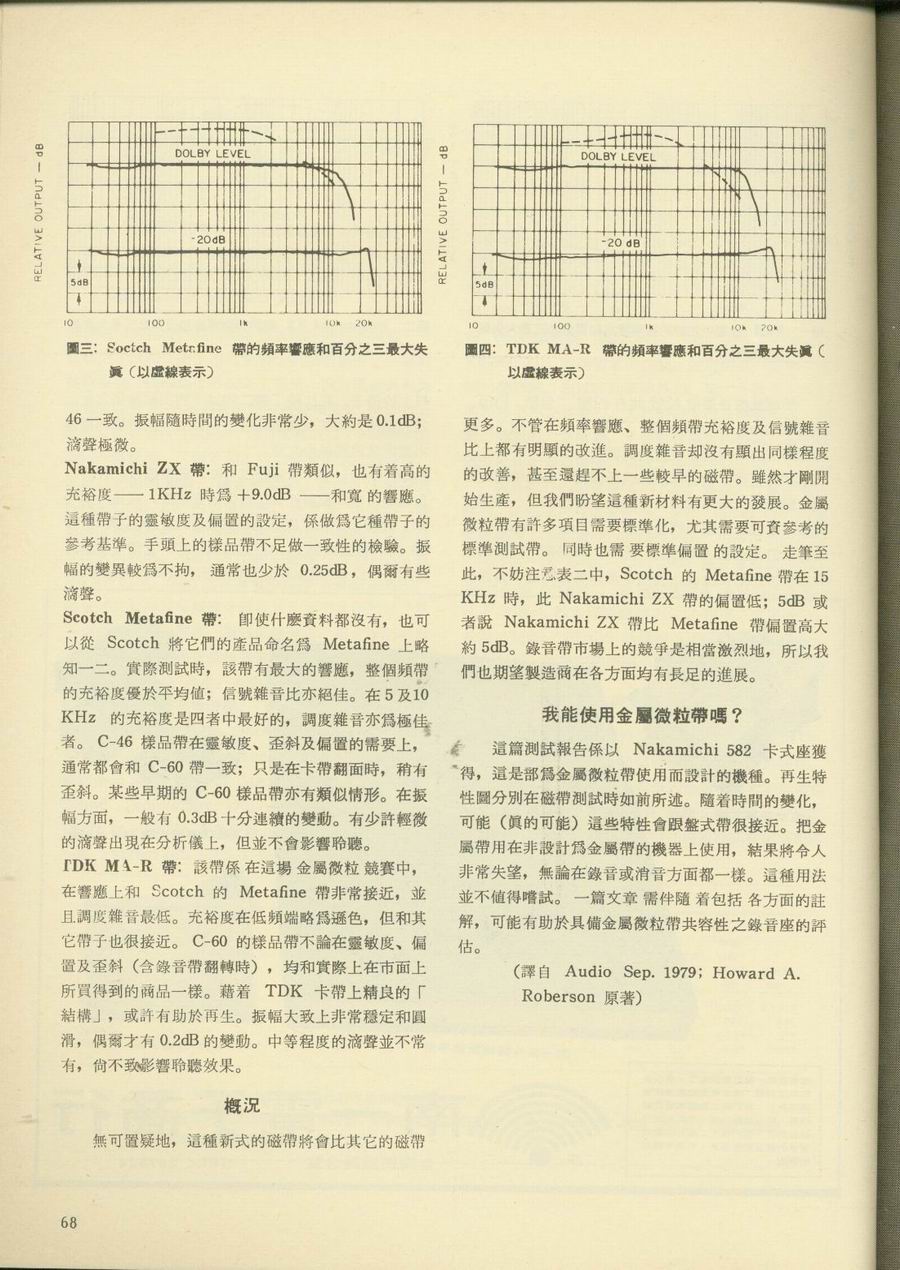 RELATIVE OUTPUT — dB
DOLBY LEVEL
-20dB
5dB
10 100 1k 10k 20k
圖三：Soctch Metafine 帶的頻率響應和百分之三最大失
眞（以虛線表示）
RELATIVE OUTPUT — dB
DOLBY LEVEL
-20 dB
5dB
10 100 1k 10k 20k
圖四：TDK MA-R 帶的頻率響應和百分之三最大失眞（
以虛線表示）
46 一致。振幅隨時間的變化非常少，大約是 0.1dB；
滴聲極微。
Nakamichi ZX 帶：和 Fuji 帶類似，也有着高的
充裕度── 1KHz 時爲 +9.0dB ──和寬 的響應。
這種帶子的靈敏度及偏置的設定，係做爲它種帶子的
參考基準。手頭上的樣品帶不足做一致性的檢驗。振
幅的變異較爲不拘， 通常也少於 0.25dB，偶爾有些
滴聲。
Scotch Metafine 帶： 卽使什麼資料都沒有，也可
以從 Scotch 將它們的產品命名爲 Metafine 上略
知一二。實際測試時，該帶有最大的響應，整個頻帶
的充裕度優於平均值；信號雜音比亦絕佳。在 5 及10
KHz 的充裕度是四者中最好的，調度雜音亦爲極佳
者。 C-46 樣品帶在靈敏度、歪斜及偏置的需要上，
通常都會和 C-60 帶一致；只是在卡帶翻面時，稍有
歪斜。某些早期的 C-60 樣品帶亦有類似情形。在振
幅方面，一般有 0.3dB 十分連續的變動。有少許輕微
的滴聲出現在分析儀上，但並不會影響聆聽。
TDK MA-R 帶：該帶係 在這場 金屬微粒 競賽中，
在響應上和 Scotch 的 Metafine 帶非常接近，並
且調度雜音最低。充裕度在低頻端略爲遜色，但和其
它帶子也很接近。 C-60 的樣品帶不論在靈敏度、偏
置及歪斜（含錄音帶翻轉時），均和實際上在市面上
所買得到的商品一樣。藉着 TDK 卡帶上精良的「
結構」，或許有助於再生。振幅大致上非常穩定和圓
滑，偶爾才有 0.2dB 的變動。中等程度的滴聲並不常
有，尙不致影響聆聽效果。
概況
無可置疑地，這種新式的磁帶將會比其它的磁帶
更多。不管在頻率響應、整個頻帶充裕度及信號雜音
比上都有明顯的改進。調度雜音却沒有顯出同樣程度
的改善，甚至還趕不上一些較早的磁帶。雖然才剛開
始生產，但我們盼望這種新材料有更大的發展。金屬
微粒帶有許多項目需要標準化，尤其需要可資參考的
標準測試帶。 同時也需 要標準偏置 的設定。 走筆至
此，不妨注意表二中，Scotch 的 Metafine 帶在 15
KHz 時，此 Nakamichi ZX 帶的偏置低；5dB 或
者說 Nakamichi ZX 帶比 Metafine 帶偏置高大
約 5dB。錄音帶市場上的競爭是相當激烈地，所以我
們也期望製造商在各方面均有長足的進展。
我能使用金屬微粒帶嗎？
這篇測試報告係以 Nakamichi 582 卡式座獲
得，這是部爲金屬微粒帶使用而設計的機種。再生特
性圖分別在磁帶測試時如前所述。隨着時間的變化，
可能（眞的可能）這些特性會跟盤式帶很接近。把金
屬帶用在非設計爲金屬帶的機器上使用，結果將令人
非常失望，無論在錄音或消音方面都一樣。這種用法
並不値得嚐試。 一篇文章 需伴隨 着包括 各方面的註
解，可能有助於具備金屬微粒帶共容性之錄音座的評
估。
（譯自 Audio Sep. 1979；Howard A.
Roberson 原著）
68